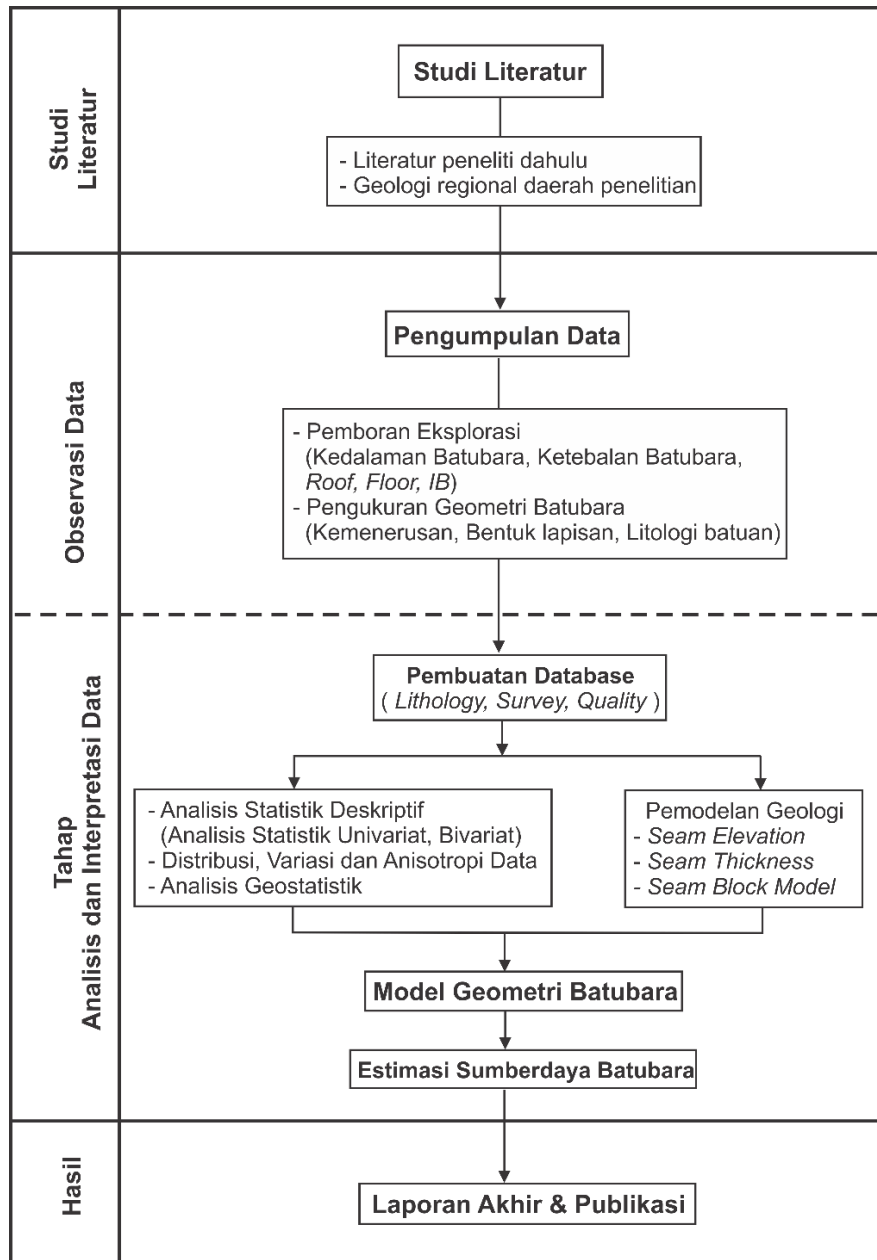 Studi
Literatur
Studi Literatur
- Literatur peneliti dahulu
- Geologi regional daerah penelitian
Observasi Data
Pengumpulan Data
- Pemboran Eksplorasi
(Kedalaman Batubara, Ketebalan Batubara,
Roof, Floor, IB)
- Pengukuran Geometri Batubara
(Kemenerusan, Bentuk lapisan, Litologi batuan)
Tahap
Analisis dan Interpretasi Data
Pembuatan Database
( Lithology, Survey, Quality )
- Analisis Statistik Deskriptif
(Analisis Statistik Univariat, Bivariat)
- Distribusi, Variasi dan Anisotropi Data
- Analisis Geostatistik
Pemodelan Geologi
- Seam Elevation
- Seam Thickness
- Seam Block Model
Model Geometri Batubara
Estimasi Sumberdaya Batubara
Hasil
Laporan Akhir & Publikasi